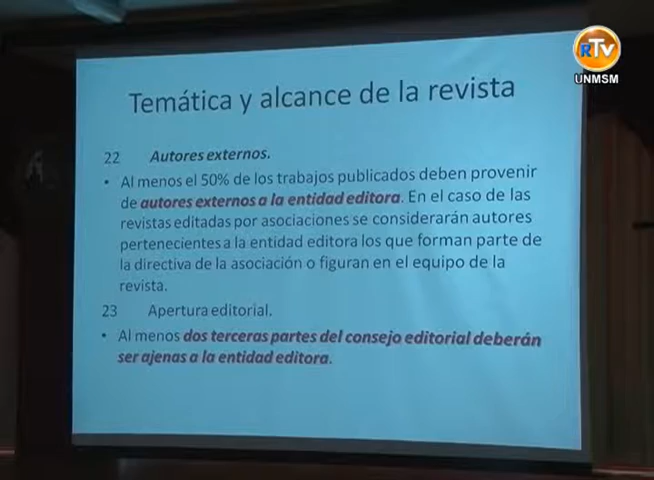 RTv
UNMSM
Temática y alcance de la revista
22 Autores externos.
• Al menos el 50% de los trabajos publicados deben provenir
de autores externos a la entidad editora. En el caso de las
revistas editadas por asociaciones se considerarán autores
pertenecientes a la entidad editora los que forman parte de
la directiva de la asociación o figuran en el equipo de la
revista.
23 Apertura editorial.
• Al menos dos terceras partes del consejo editorial deberán
ser ajenas a la entidad editora.